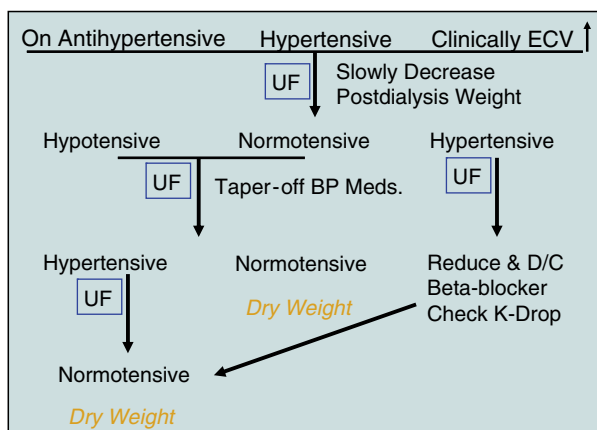 On Antihypertensive Hypertensive Clinically ECV
UF
Slowly Decrease
Postdialysis Weight
Hypotensive Normotensive Hypertensive
UF
Taper-off BP Meds.
UF
Hypertensive Normotensive
Reduce & D/C
Beta-blocker
Check K-Drop
UF
Dry Weight
Normotensive
Dry Weight